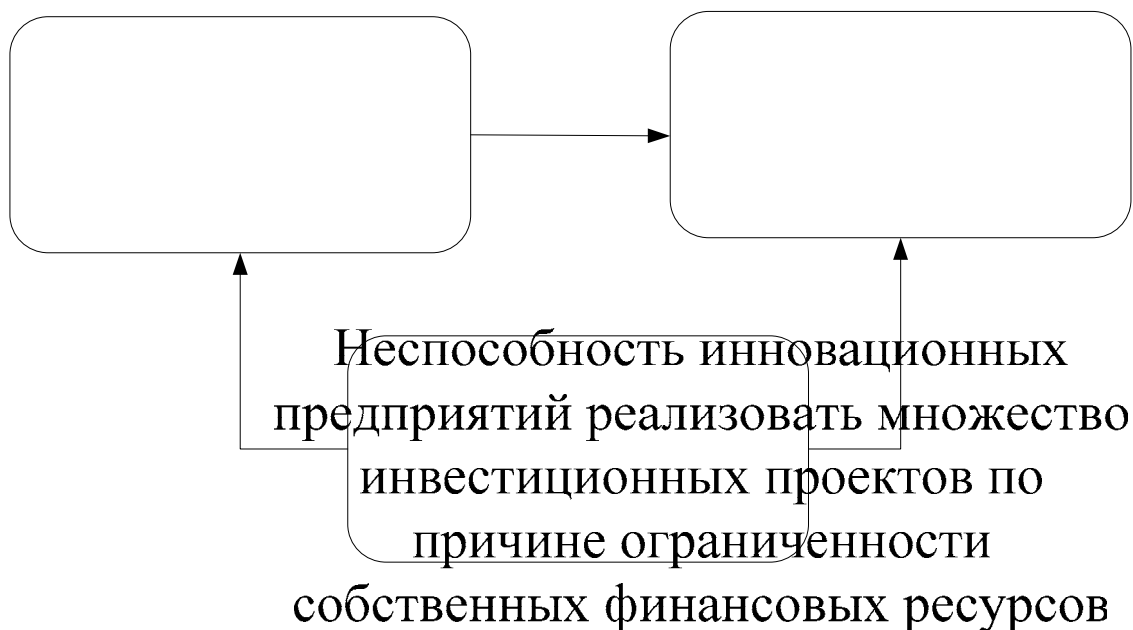 Неспособность инновационных
предприятий реализовать множество
инвестиционных проектов по
причине ограниченности
собственных финансовых ресурсов